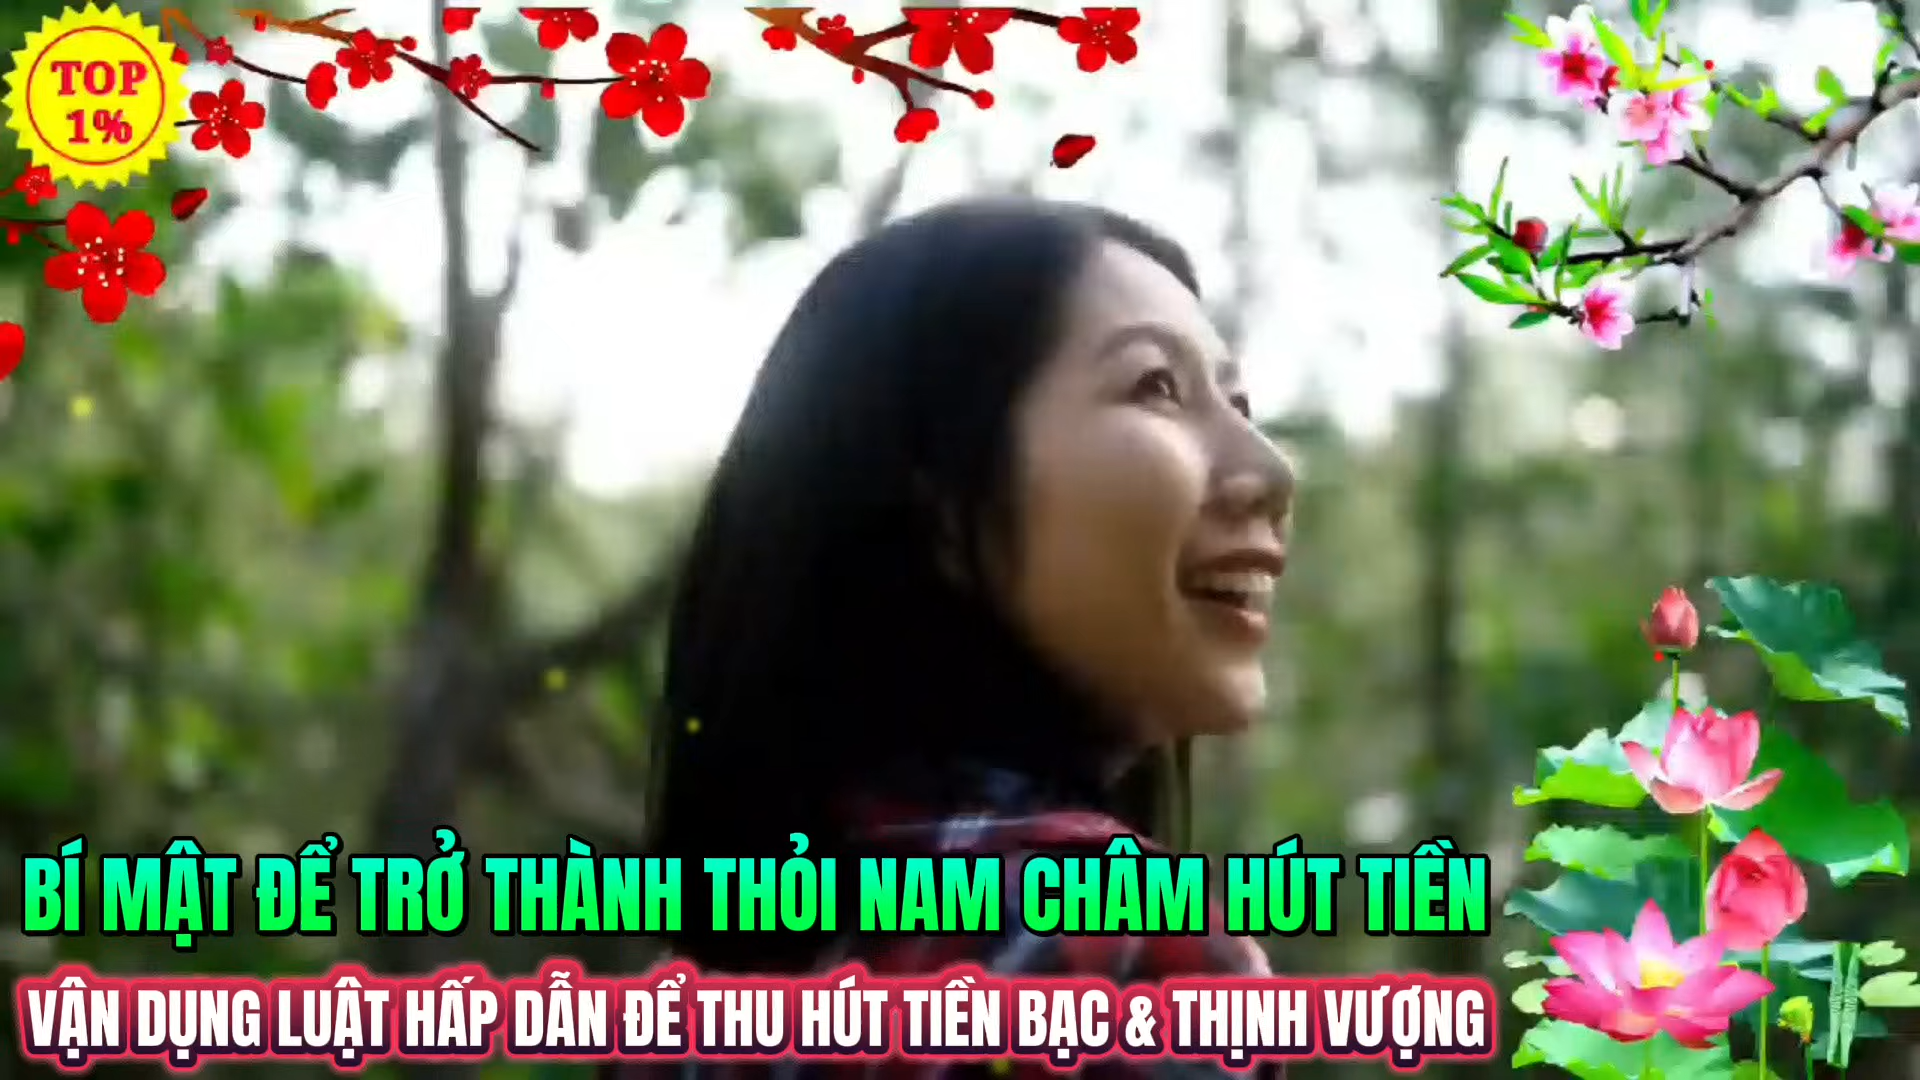 TOP
1%
BÍ MẬT ĐỂ TRỞ THÀNH THỎI NAM CHÂM HÚT TIỀN
VẬN DỤNG LUẬT HẤP DẪN ĐỂ THU HÚT TIỀN BẠC & THỊNH VƯỢNG